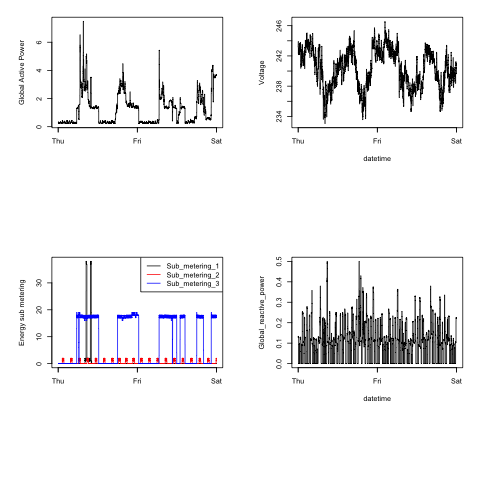 Global Active Power
6
4
2
0
Thu
Fri
Sat
Voltage
246
242
238
234
Thu
Fri
Sat
datetime
Energy sub metering
30
20
10
0
Sub_metering_1
Sub_metering_2
Sub_metering_3
Thu
Fri
Sat
Global_reactive_power
0.5
0.4
0.3
0.2
0.1
0.0
Thu
Fri
Sat
datetime